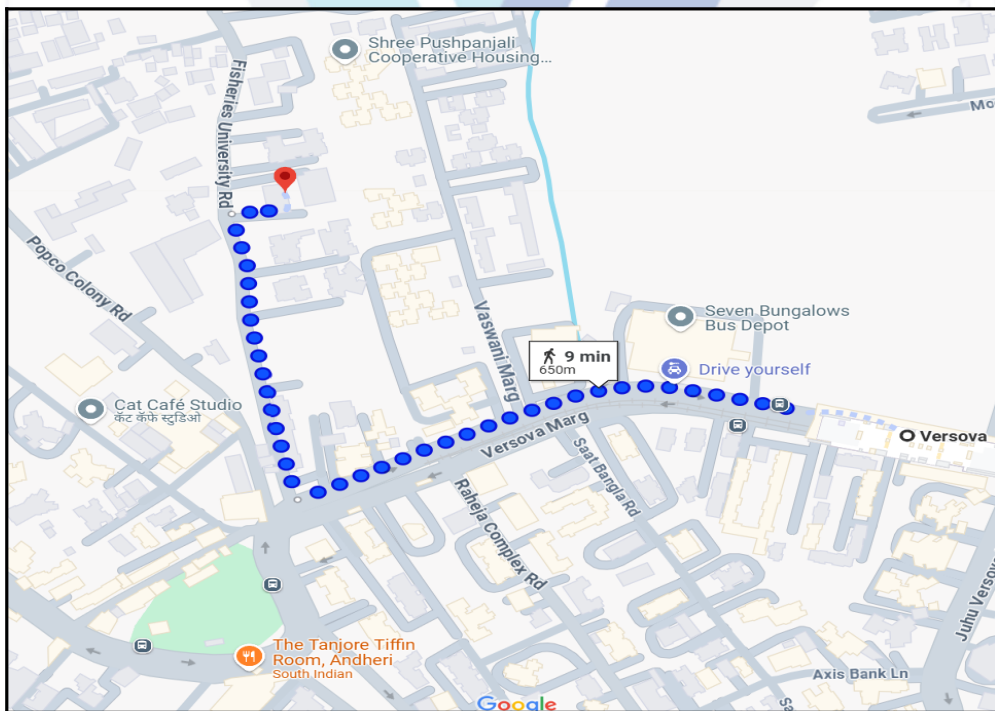 Shree Pushpanjali
Cooperative Housing...
Fisheries University Rd
Mo
Popco Colony Rd
Vaswani Marg
Seven Bungalows
Bus Depot
9 min
650m
Drive yourself
Cat Café Studio
कॅट कॅफे स्टुडिओ
Versova Marg
Versova
Saat Bangla Rd
Raheja Complex Rd
Juhu Verso
The Tanjore Tiffin
Room, Andheri
South Indian
Axis Bank Ln
Sa
Google